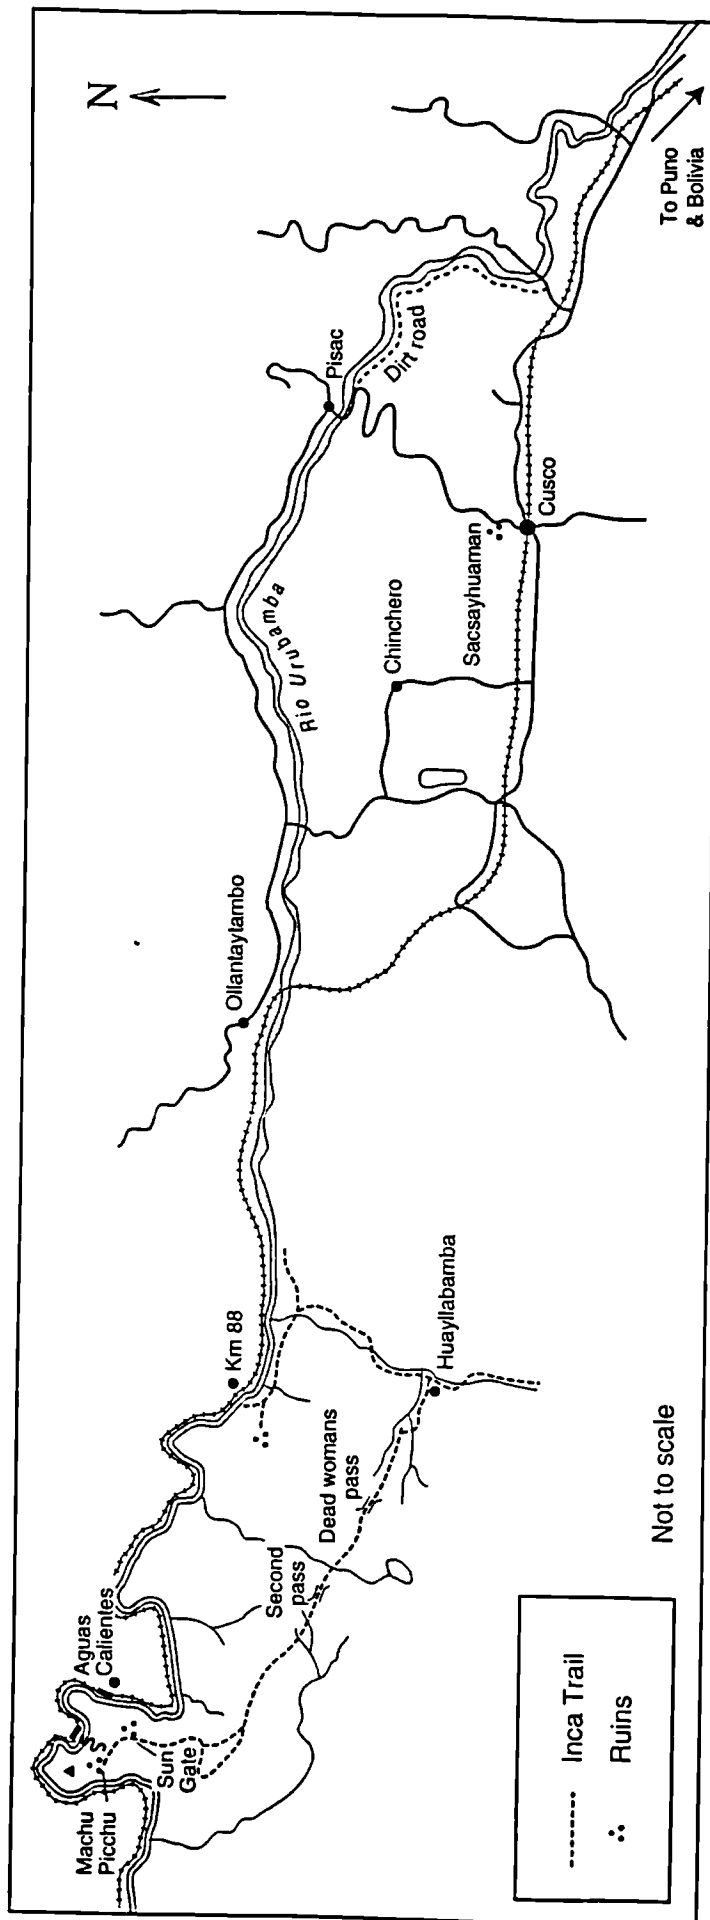 N
To Puno
& Bolivia
Pisac
Dirt road
Rio Urubamba
Cusco
Sacsayhuaman
Chinchero
Ollantaytambo
Km 88
Huayllabamba
Dead womans
pass
Second
pass
Aguas
Calientes
Sun
Gate
Machu
Picchu
Not to scale
Inca Trail
Ruins